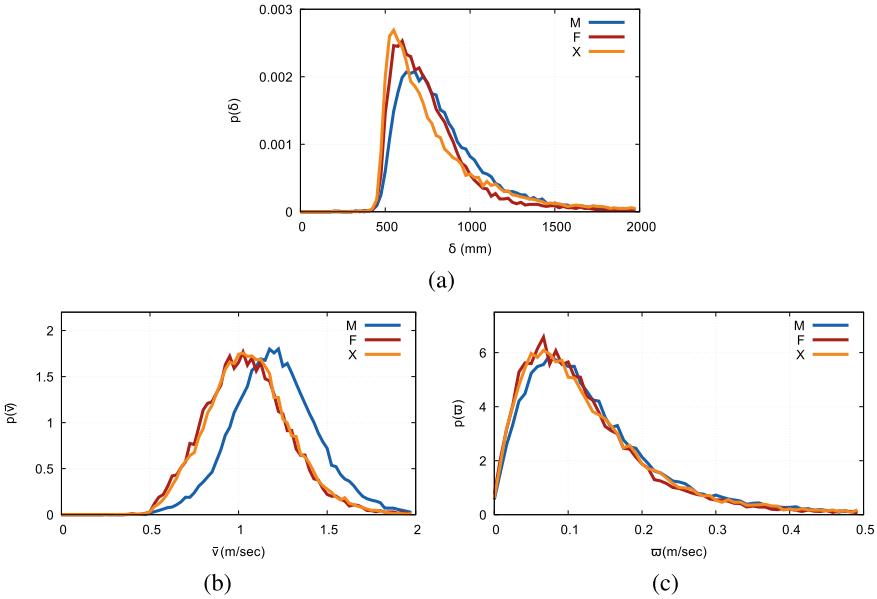 0.003
0.002
0.001
0
p(δ)
M
F
X
0 500 1000 1500 2000
δ (mm)
(a)
2
1.5
1
0.5
0
p(v̄)
M
F
X
0 0.5 1 1.5 2
v̄(m/sec)
(b)
6
4
2
0
p(ϖ)
M
F
X
0 0.1 0.2 0.3 0.4 0.5
ϖ(m/sec)
(c)